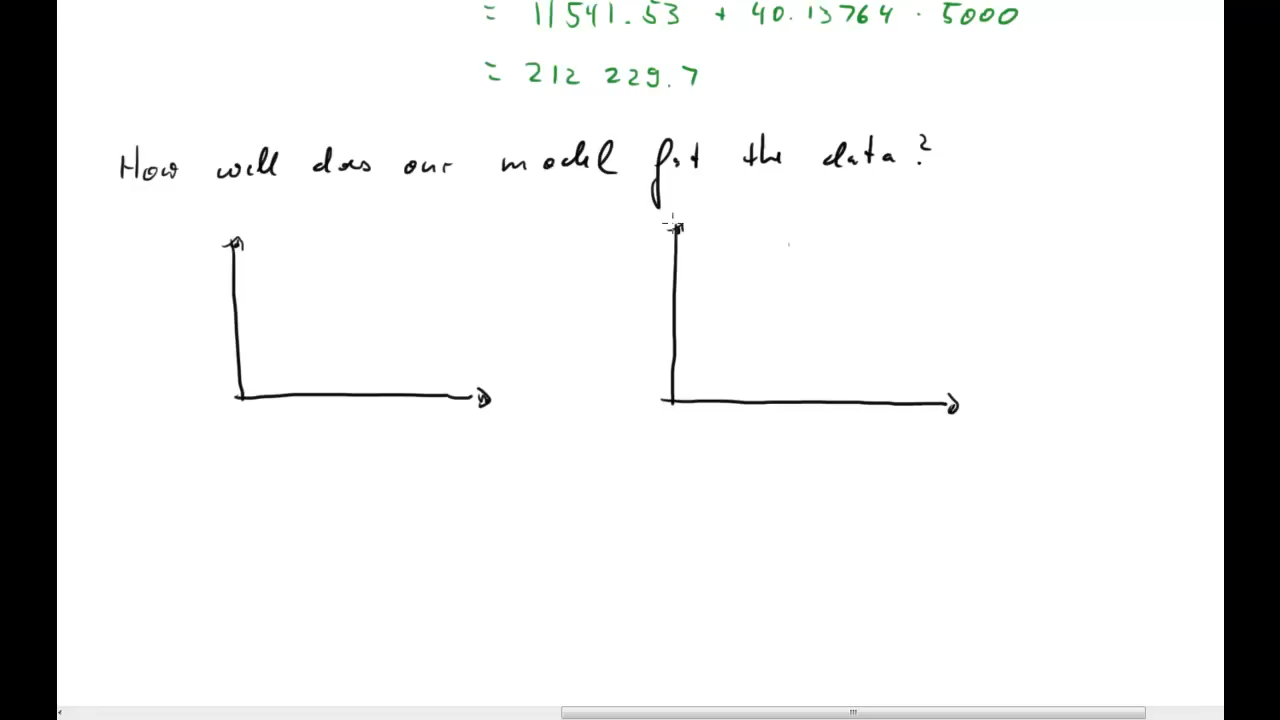 = 11541.53 + 40.13764 · 5000
= 212 229.7
How well does our model fit the data?